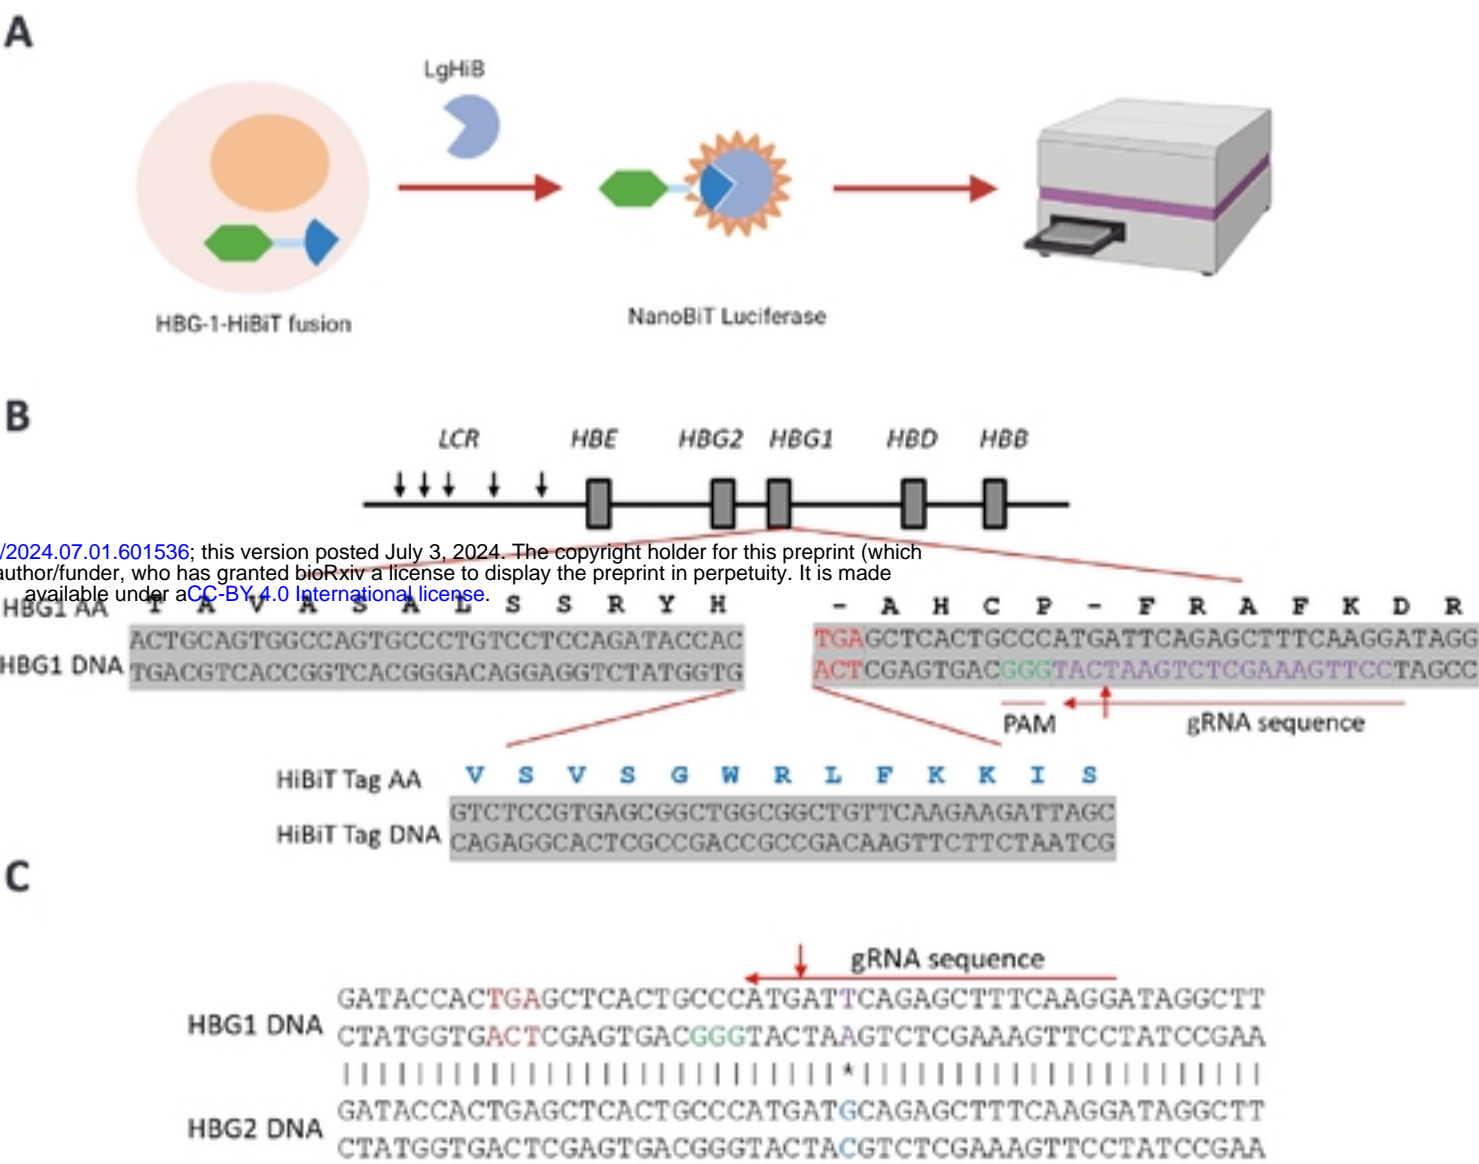 A
LgHiB
HBG-1-HiBiT fusion
NanoBiT Luciferase
B
LCR HBE HBG2 HBG1 HBD HBB
/2024.07.01.601536; this version posted July 3, 2024. The copyright holder for this preprint (which
author/funder, who has granted bioRxiv a license to display the preprint in perpetuity. It is made
available under aCC-BY 4.0 International license.
HBG1 AA T A V A S A L S S R Y H - A H C P - F R A F K D R
ACTGCAGTGGCCAGTGCCCTGTCCTCCAGATACCAC TGAGCTCACTGCCCATGATTCAGAGCTTTCAAGGATAGG
HBG1 DNA
TGACGTCACCGGTCACGGGACAGGAGGTCTATGGTG ACTCGAGTGACGGGTACTAAGTCTCGAAAGTTCCTAGCC
PAM gRNA sequence
HiBiT Tag AA V S V S G W R L F K K I S
GTCTCCGTGAGCGGCTGGCGGCTGTTCAAGAAGATTAGC
HiBiT Tag DNA
CAGAGGCACTCGCCGACCGCCGACAAGTTCTTCTAATCG
C
gRNA sequence
GATACCACTGAGCTCACTGCCCATGATTCAGAGCTTTCAAGGATAGGCTT
HBG1 DNA
CTATGGTGACTCGAGTGACGGGTACTAAGTCTCGAAAGTTCCTATCCGAA
*
GATACCACTGAGCTCACTGCCCATGATGCAGAGCTTTCAAGGATAGGCTT
HBG2 DNA
CTATGGTGACTCGAGTGACGGGTACTACGTCTCGAAAGTTCCTATCCGAA